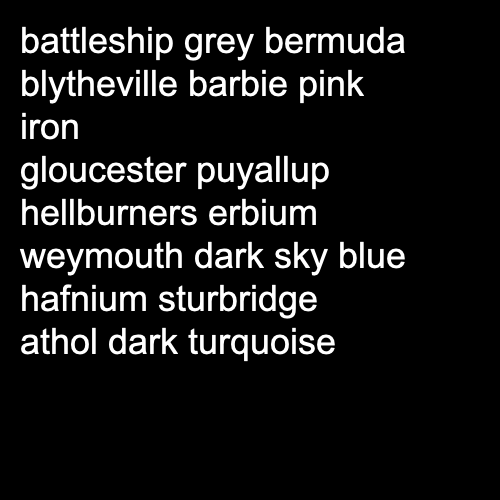 battleship grey bermuda
blytheville barbie pink
iron
gloucester puyallup
hellburners erbium
weymouth dark sky blue
hafnium sturbridge
athol dark turquoise